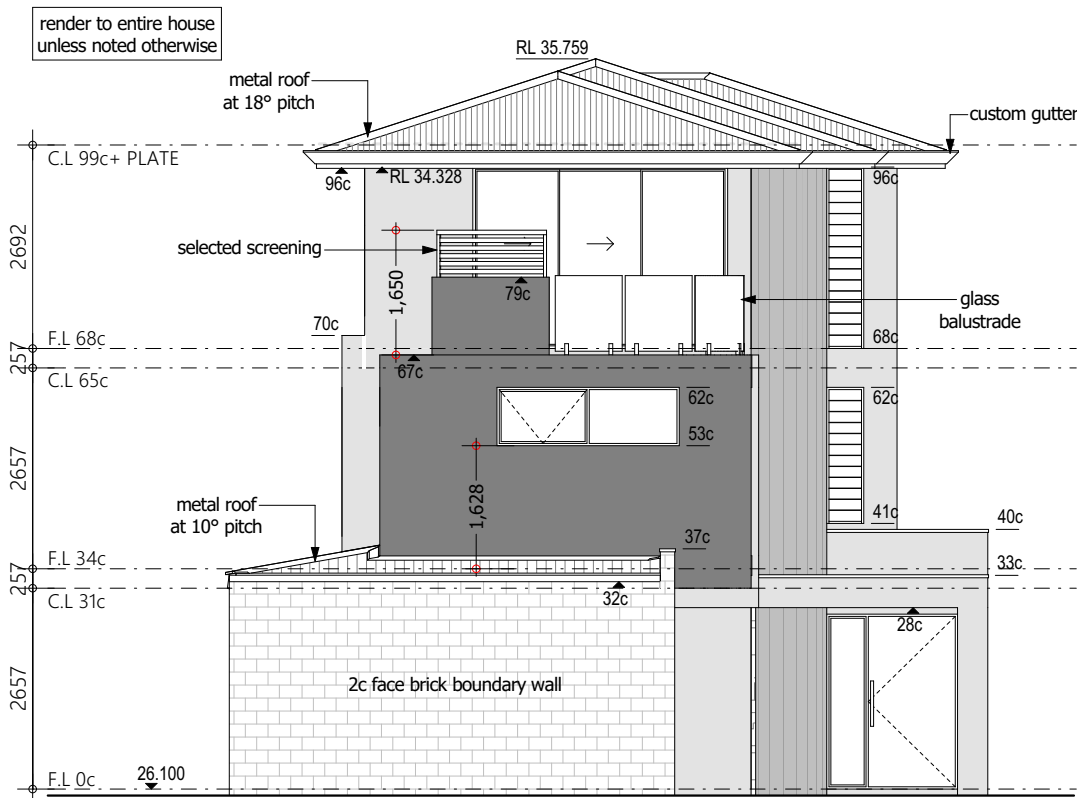 render to entire house
unless noted otherwise
RL 35.759
metal roof
at 18° pitch
custom gutter
C.L 99c+ PLATE
96c
RL 34.328
96c
2692
selected screening
1,650
79c
glass
balustrade
70c
F.L 68c
68c
257
67c
C.L 65c
62c
62c
53c
2657
1,628
metal roof
at 10° pitch
41c
40c
37c
F.L 34c
33c
257
C.L 31c
32c
28c
2657
2c face brick boundary wall
F.L 0c
26.100